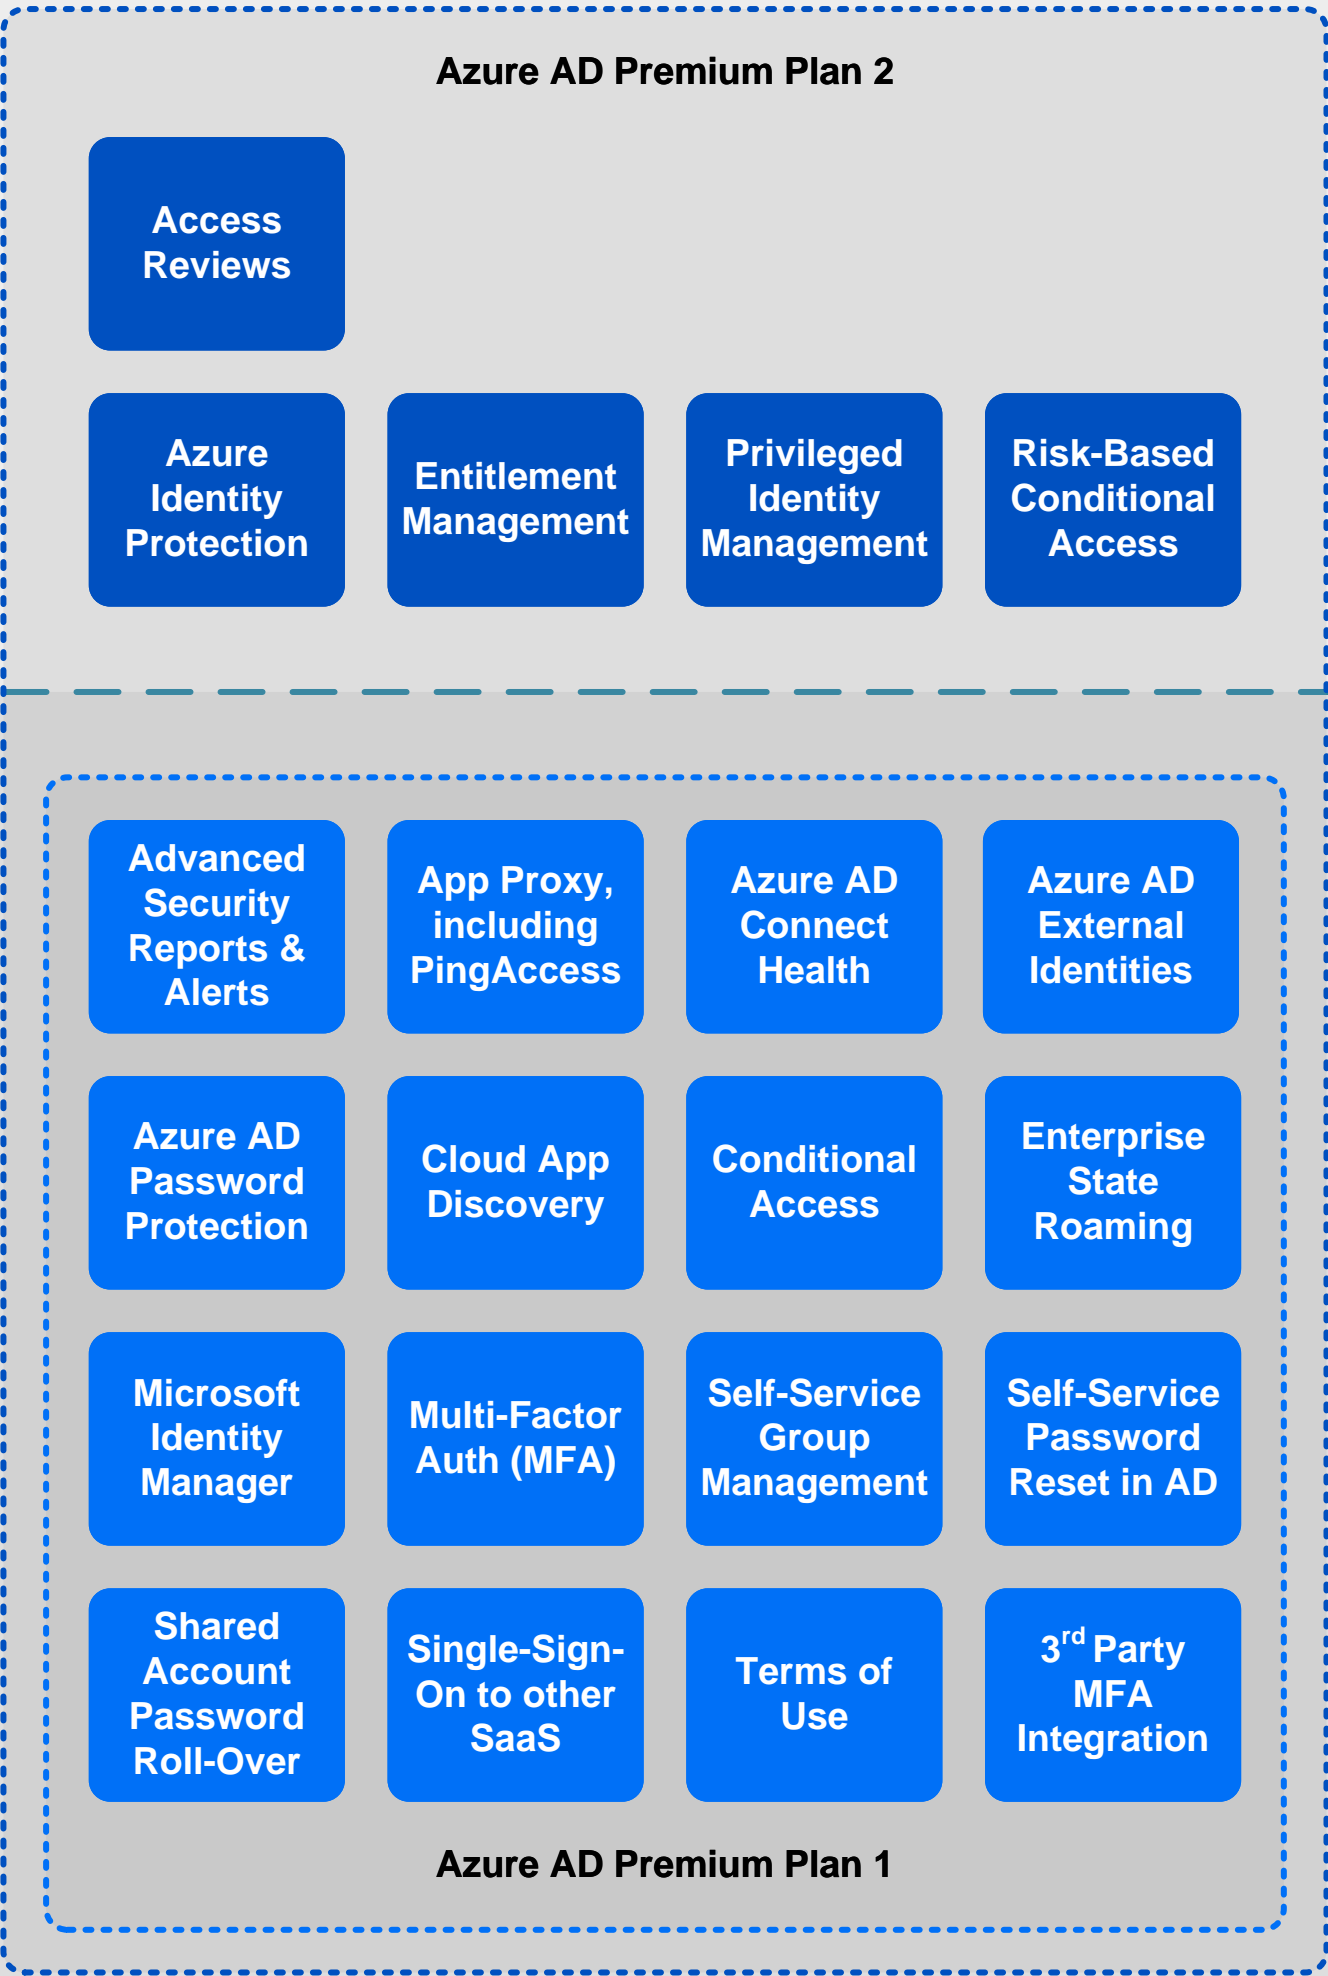 Azure AD Premium Plan 2
Access
Reviews
Azure
Identity
Protection
Entitlement
Management
Privileged
Identity
Management
Risk-Based
Conditional
Access
Advanced
Security
Reports &
Alerts
App Proxy,
including
PingAccess
Azure AD
Connect
Health
Azure AD
External
Identities
Azure AD
Password
Protection
Cloud App
Discovery
Conditional
Access
Enterprise
State
Roaming
Microsoft
Identity
Manager
Multi-Factor
Auth (MFA)
Self-Service
Group
Management
Self-Service
Password
Reset in AD
Shared
Account
Password
Roll-Over
Single-Sign-
On to other
SaaS
Terms of
Use
3rd Party
MFA
Integration
Azure AD Premium Plan 1